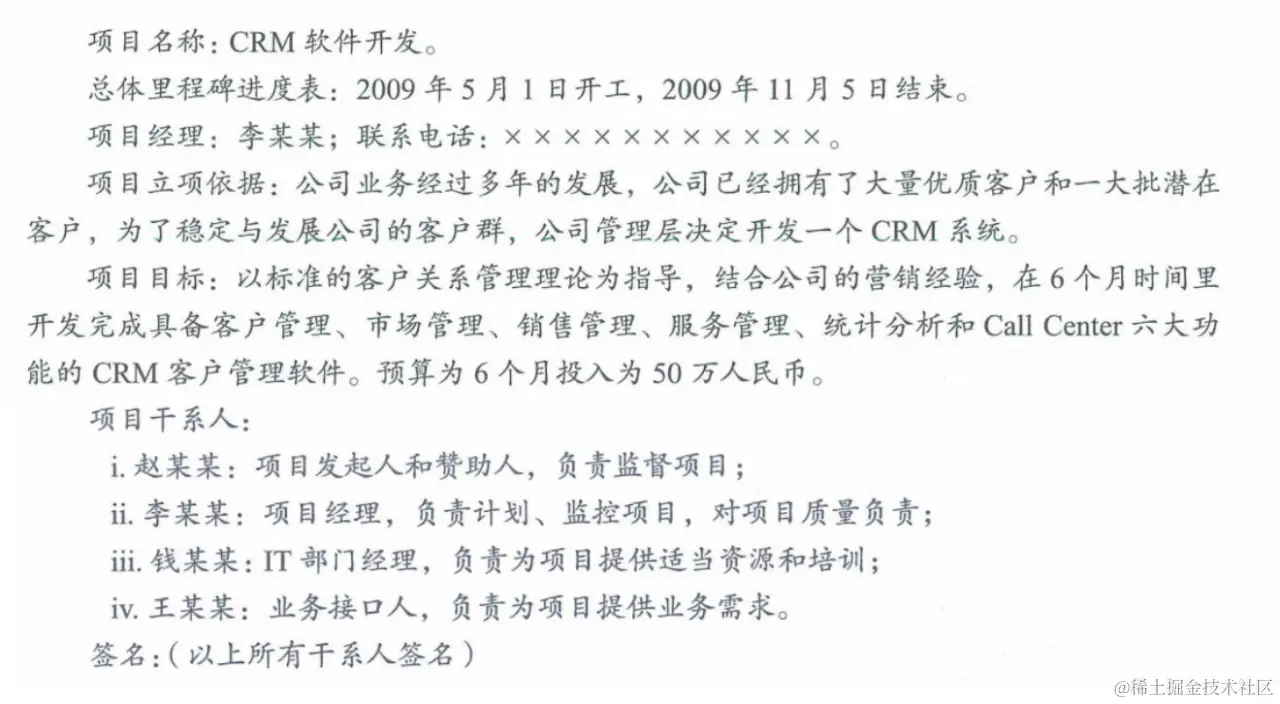 项目名称：CRM 软件开发。
总体里程碑进度表：2009 年 5 月 1 日开工，2009 年 11 月 5 日结束。
项目经理：李某某；联系电话：×××××××××××。
项目立项依据：公司业务经过多年的发展，公司已经拥有了大量优质客户和一大批潜在
客户，为了稳定与发展公司的客户群，公司管理层决定开发一个 CRM 系统。
项目目标：以标准的客户关系管理理论为指导，结合公司的营销经验，在 6 个月时间里
开发完成具备客户管理、市场管理、销售管理、服务管理、统计分析和 Call Center 六大功
能的 CRM 客户管理软件。预算为 6 个月投入为 50 万人民币。
项目干系人：
i. 赵某某：项目发起人和赞助人，负责监督项目；
ii. 李某某：项目经理，负责计划、监控项目，对项目质量负责；
iii. 钱某某：IT 部门经理，负责为项目提供适当资源和培训；
iv. 王某某：业务接口人，负责为项目提供业务需求。
签名：（以上所有干系人签名）
@稀土掘金技术社区